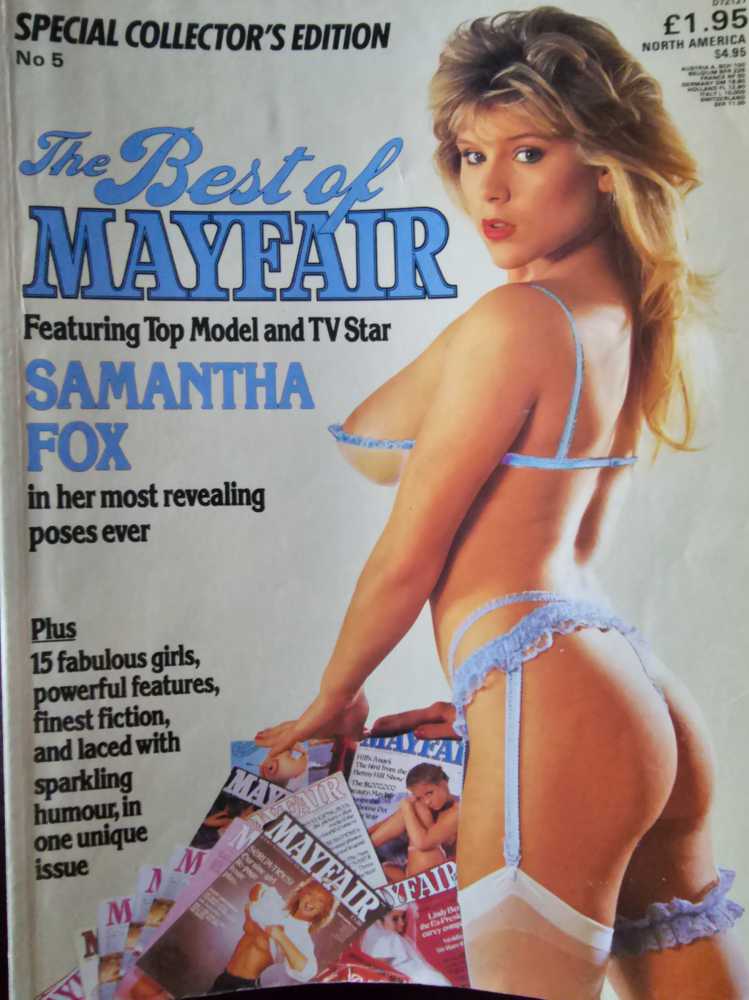 SPECIAL COLLECTOR'S EDITION
No 5
£1.95
NORTH AMERICA
$4.95
The Best of
MAYFAIR
Featuring Top Model and TV Star
SAMANTHA
FOX
in her most revealing
poses ever
Plus
15 fabulous girls,
powerful features,
finest fiction,
and laced with
sparkling
humour, in
one unique
issue
MAYFAIR
MAYFAIR
MAYFAIR